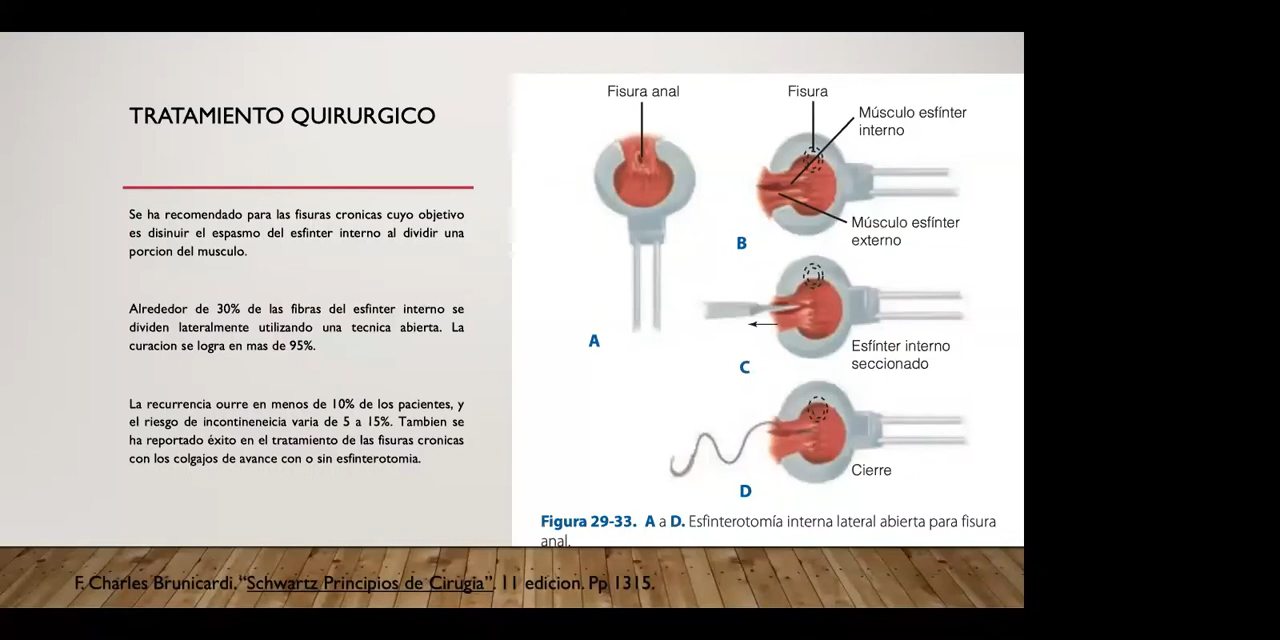 TRATAMIENTO QUIRURGICO
Se ha recomendado para las fisuras cronicas cuyo objetivo
es disinuir el espasmo del esfinter interno al dividir una
porcion del musculo.
Alrededor de 30% de las fibras del esfinter interno se
dividen lateralmente utilizando una tecnica abierta. La
curacion se logra en mas de 95%.
La recurrencia ourre en menos de 10% de los pacientes, y
el riesgo de incontineneicia varia de 5 a 15%. Tambien se
ha reportado éxito en el tratamiento de las fisuras cronicas
con los colgajos de avance con o sin esfinterotomia.
Fisura anal
A
Fisura
Músculo esfínter
interno
Músculo esfínter
externo
B
Esfínter interno
seccionado
C
Cierre
D
Figura 29-33. A a D. Esfinterotomía interna lateral abierta para fisura
anal.
F. Charles Brunicardi. “Schwartz Principios de Cirugia”. 11 edicion. Pp 1315.